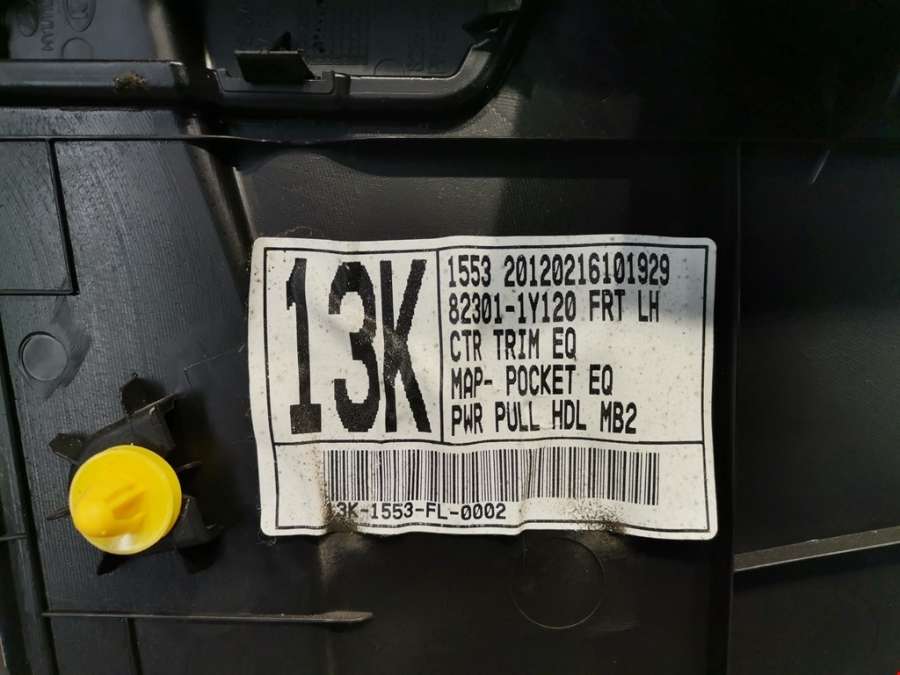 13K
1553 20120216101929
82301-1Y120 FRT LH
CTR TRIM EQ
MAP- POCKET EQ
PWR PULL HDL MB2
3K-1553-FL-0002